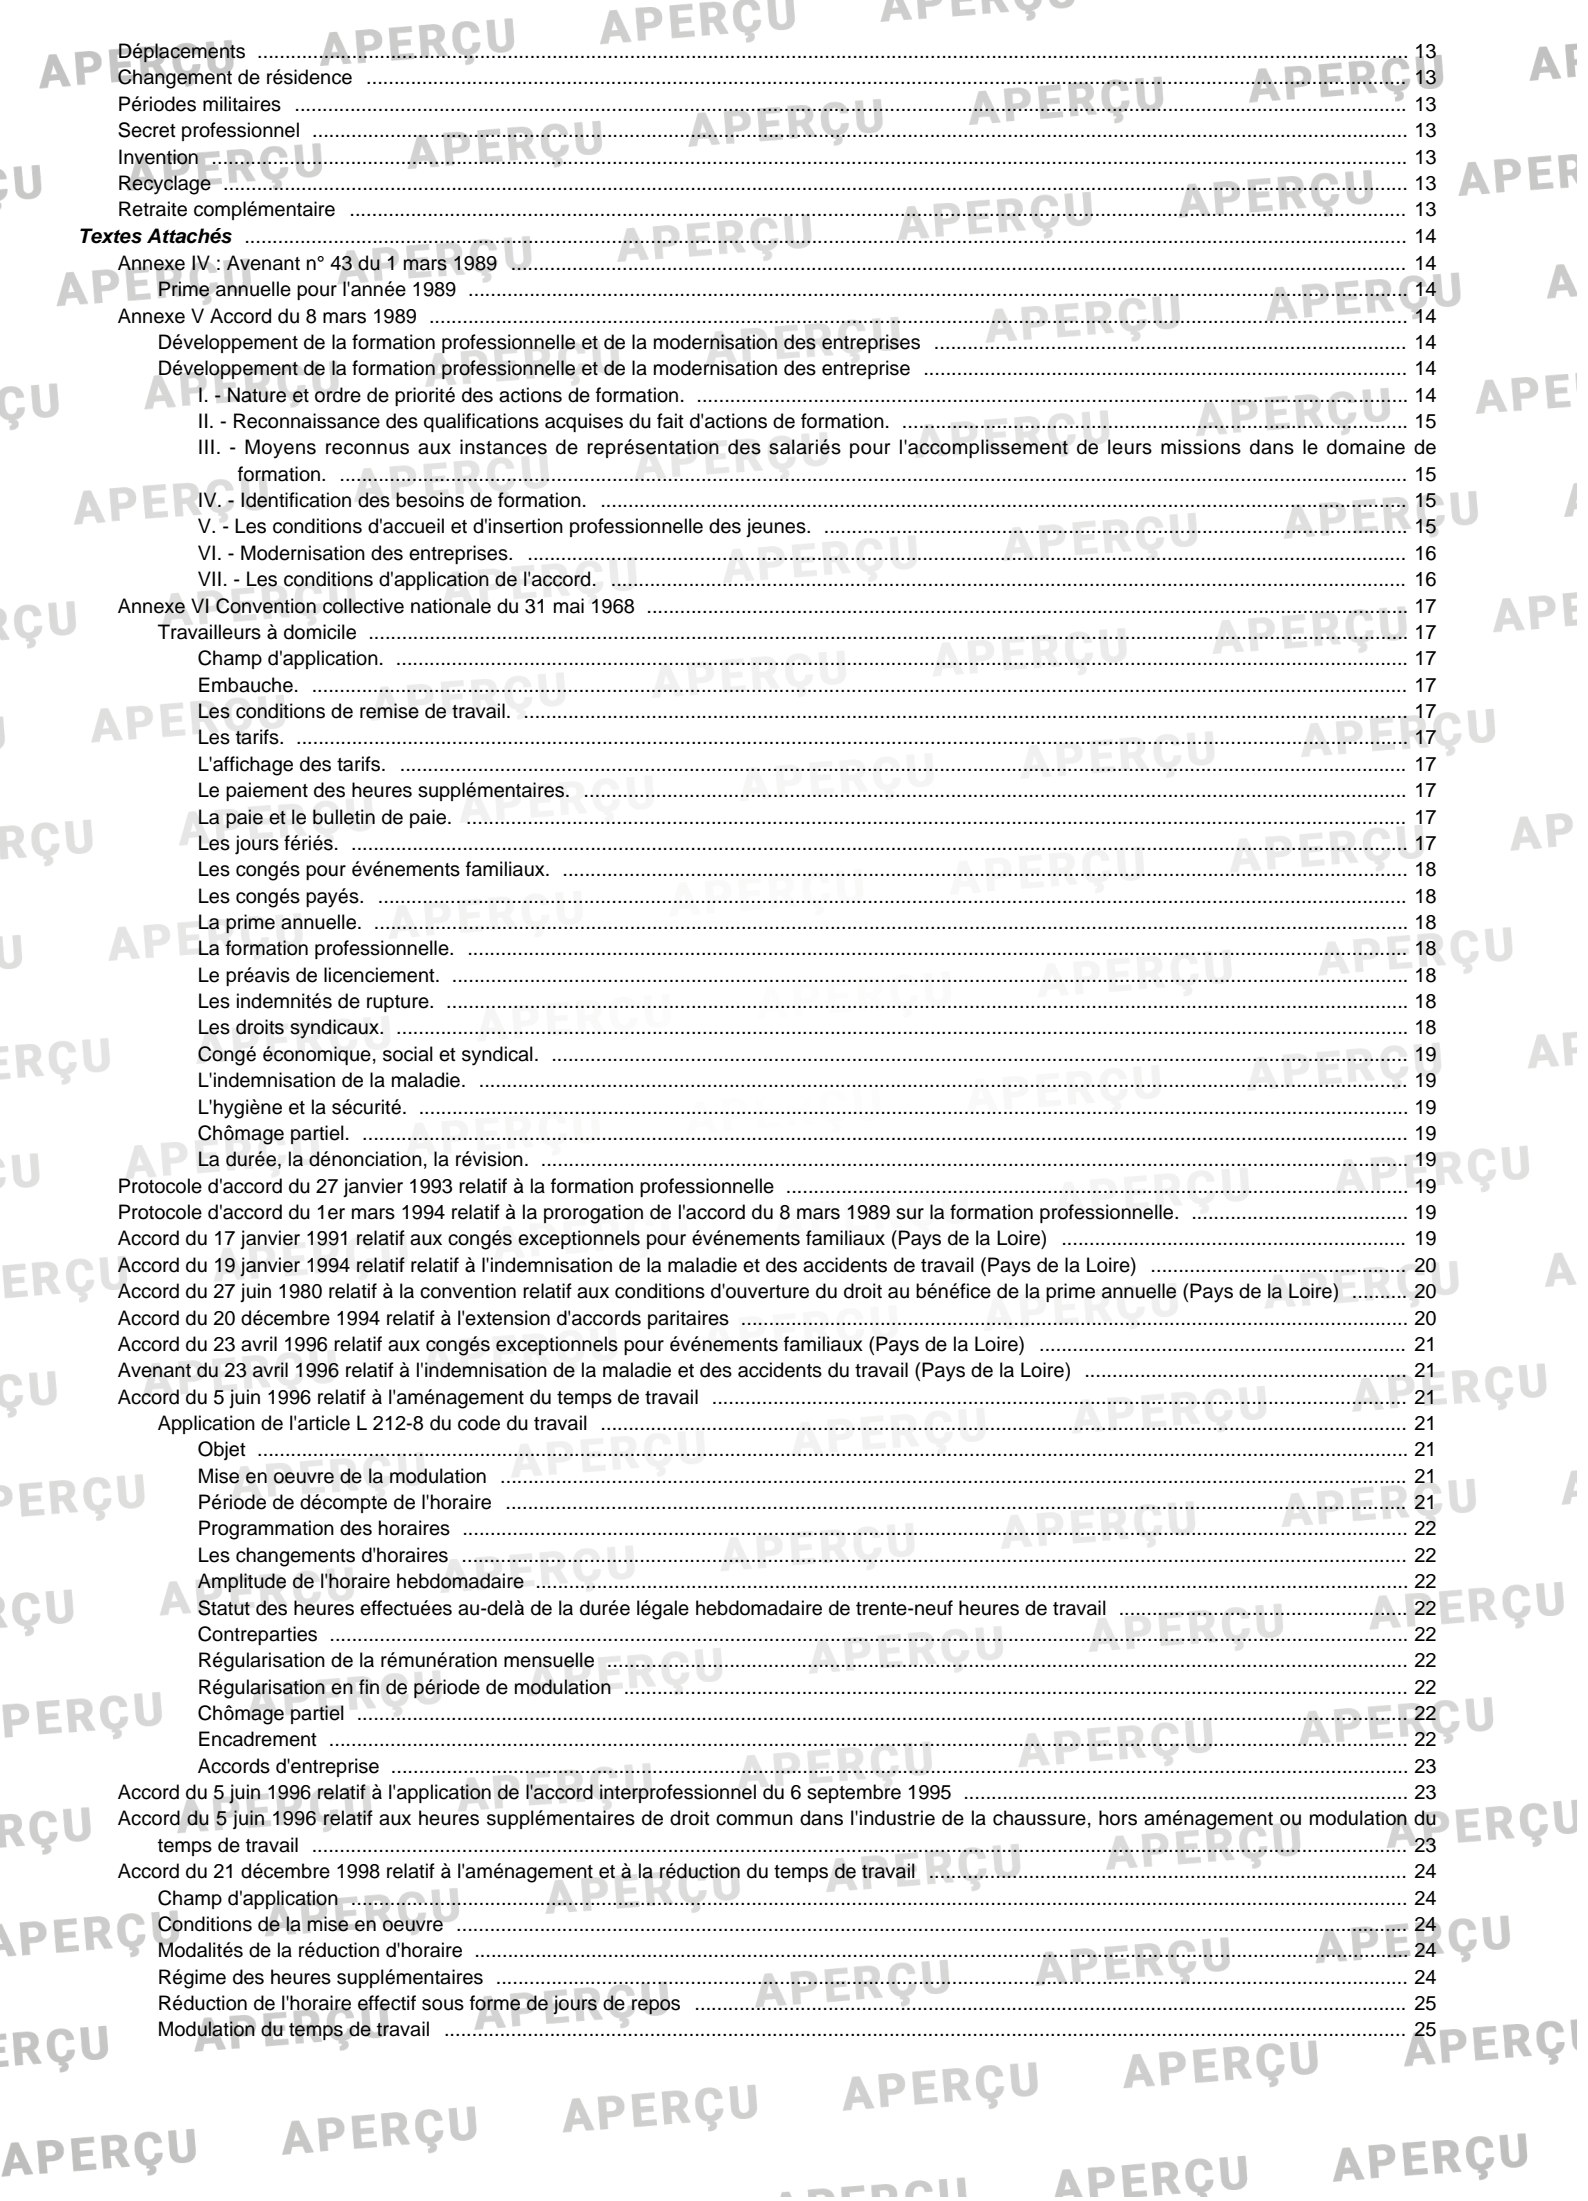 Déplacements ........ 13
Changement de résidence ........ 13
Périodes militaires ........ 13
Secret professionnel ........ 13
Invention ........ 13
Recyclage ........ 13
Retraite complémentaire ........ 13
Textes Attachés ........ 14
Annexe IV : Avenant n° 43 du 1 mars 1989 ........ 14
Prime annuelle pour l'année 1989 ........ 14
Annexe V Accord du 8 mars 1989 ........ 14
Développement de la formation professionnelle et de la modernisation des entreprises ........ 14
Développement de la formation professionnelle et de la modernisation des entreprise ........ 14
I. - Nature et ordre de priorité des actions de formation. ........ 14
II. - Reconnaissance des qualifications acquises du fait d'actions de formation. ........ 15
III. - Moyens reconnus aux instances de représentation des salariés pour l'accomplissement de leurs missions dans le domaine de
formation. ........ 15
IV. - Identification des besoins de formation. ........ 15
V. - Les conditions d'accueil et d'insertion professionnelle des jeunes. ........ 15
VI. - Modernisation des entreprises. ........ 16
VII. - Les conditions d'application de l'accord. ........ 16
Annexe VI Convention collective nationale du 31 mai 1968 ........ 17
Travailleurs à domicile ........ 17
Champ d'application. ........ 17
Embauche. ........ 17
Les conditions de remise de travail. ........ 17
Les tarifs. ........ 17
L'affichage des tarifs. ........ 17
Le paiement des heures supplémentaires. ........ 17
La paie et le bulletin de paie. ........ 17
Les jours fériés. ........ 17
Les congés pour événements familiaux. ........ 18
Les congés payés. ........ 18
La prime annuelle. ........ 18
La formation professionnelle. ........ 18
Le préavis de licenciement. ........ 18
Les indemnités de rupture. ........ 18
Les droits syndicaux. ........ 18
Congé économique, social et syndical. ........ 19
L'indemnisation de la maladie. ........ 19
L'hygiène et la sécurité. ........ 19
Chômage partiel. ........ 19
La durée, la dénonciation, la révision. ........ 19
Protocole d'accord du 27 janvier 1993 relatif à la formation professionnelle ........ 19
Protocole d'accord du 1er mars 1994 relatif à la prorogation de l'accord du 8 mars 1989 sur la formation professionnelle. ........ 19
Accord du 17 janvier 1991 relatif aux congés exceptionnels pour événements familiaux (Pays de la Loire) ........ 19
Accord du 19 janvier 1994 relatif relatif à l'indemnisation de la maladie et des accidents de travail (Pays de la Loire) ........ 20
Accord du 27 juin 1980 relatif à la convention relatif aux conditions d'ouverture du droit au bénéfice de la prime annuelle (Pays de la Loire) ........ 20
Accord du 20 décembre 1994 relatif à l'extension d'accords paritaires ........ 20
Accord du 23 avril 1996 relatif aux congés exceptionnels pour événements familiaux (Pays de la Loire) ........ 21
Avenant du 23 avril 1996 relatif à l'indemnisation de la maladie et des accidents du travail (Pays de la Loire) ........ 21
Accord du 5 juin 1996 relatif à l'aménagement du temps de travail ........ 21
Application de l'article L 212-8 du code du travail ........ 21
Objet ........ 21
Mise en oeuvre de la modulation ........ 21
Période de décompte de l'horaire ........ 21
Programmation des horaires ........ 22
Les changements d'horaires ........ 22
Amplitude de l'horaire hebdomadaire ........ 22
Statut des heures effectuées au-delà de la durée légale hebdomadaire de trente-neuf heures de travail ........ 22
Contreparties ........ 22
Régularisation de la rémunération mensuelle ........ 22
Régularisation en fin de période de modulation ........ 22
Chômage partiel ........ 22
Encadrement ........ 22
Accords d'entreprise ........ 23
Accord du 5 juin 1996 relatif à l'application de l'accord interprofessionnel du 6 septembre 1995 ........ 23
Accord du 5 juin 1996 relatif aux heures supplémentaires de droit commun dans l'industrie de la chaussure, hors aménagement ou modulation du
temps de travail ........ 23
Accord du 21 décembre 1998 relatif à l'aménagement et à la réduction du temps de travail ........ 24
Champ d'application ........ 24
Conditions de la mise en oeuvre ........ 24
Modalités de la réduction d'horaire ........ 24
Régime des heures supplémentaires ........ 24
Réduction de l'horaire effectif sous forme de jours de repos ........ 25
Modulation du temps de travail ........ 25
APERÇU